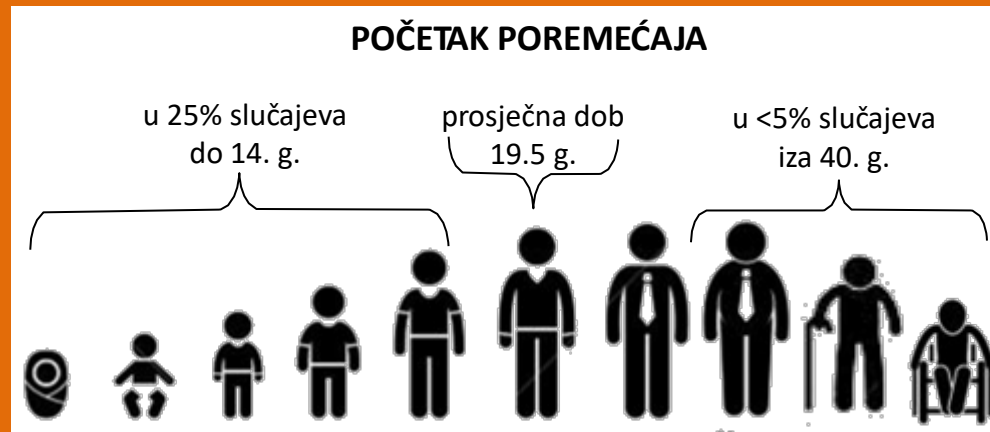 POČETAK POREMEĆAJA
u 25% slučajeva
do 14. g.
prosječna dob
19.5 g.
u <5% slučajeva
iza 40. g.